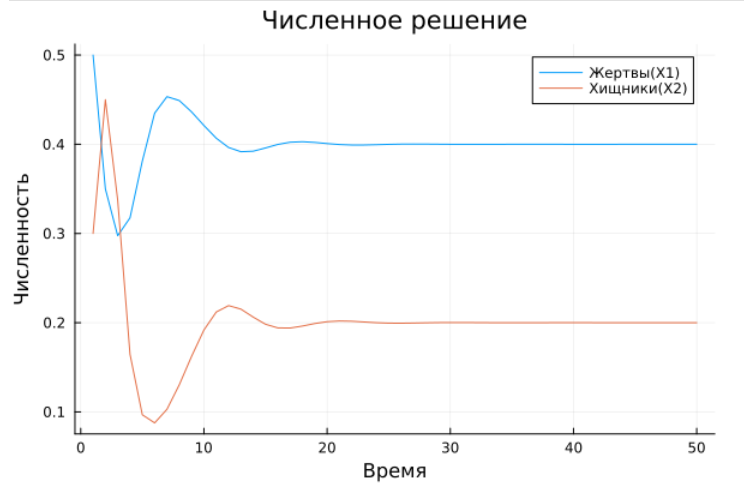 Численное решение
Жертвы(X1)
Хищники(X2)
Численность
0.5
0.4
0.3
0.2
0.1
0
10
20
30
40
50
Время